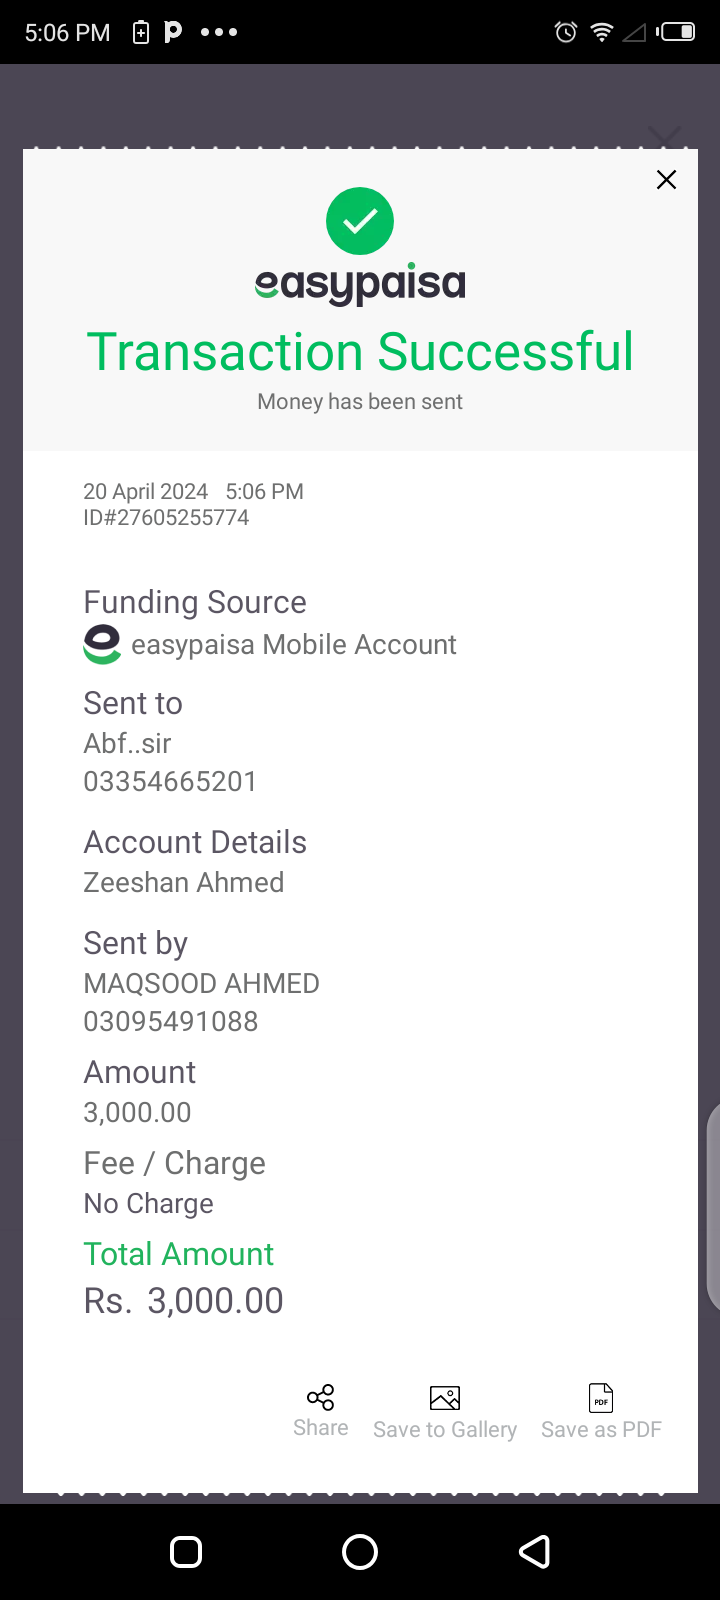 5:06 PM
easypaisa
Transaction Successful
Money has been sent
20 April 2024 5:06 PM
ID#27605255774
Funding Source
easypaisa Mobile Account
Sent to
Abf..sir
03354665201
Account Details
Zeeshan Ahmed
Sent by
MAQSOOD AHMED
03095491088
Amount
3,000.00
Fee / Charge
No Charge
Total Amount
Rs. 3,000.00
PDF
Share Save to Gallery Save as PDF